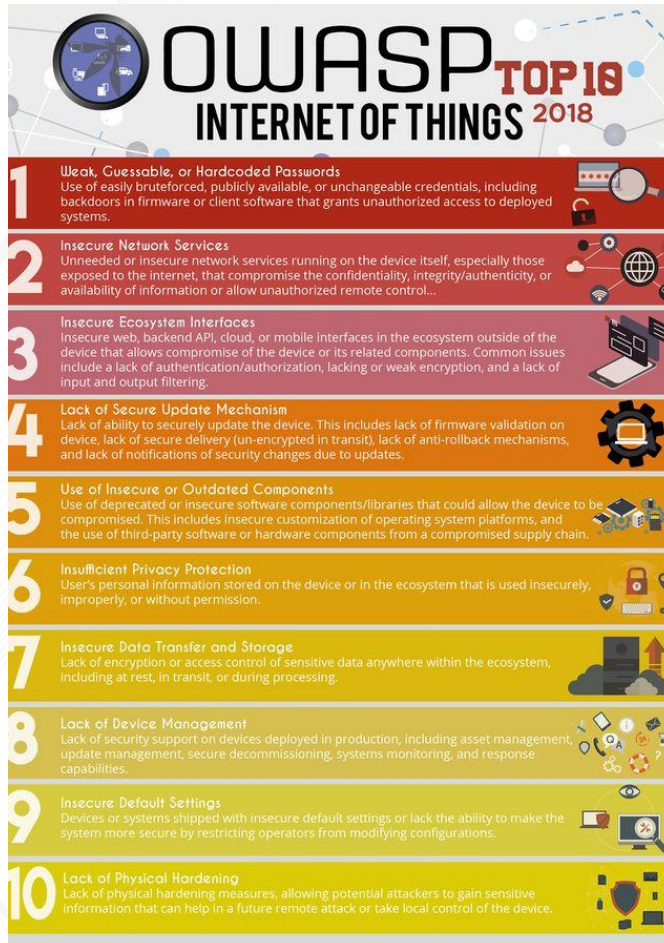 OWASP TOP 10
INTERNET OF THINGS 2018
1
Weak, Guessable, or Hardcoded Passwords
Use of easily bruteforced, publicly available, or unchangeable credentials, including
backdoors in firmware or client software that grants unauthorized access to deployed
systems.
2
Insecure Network Services
Unneeded or insecure network services running on the device itself, especially those
exposed to the internet, that compromise the confidentiality, integrity/authenticity, or
availability of information or allow unauthorized remote control...
3
Insecure Ecosystem Interfaces
Insecure web, backend API, cloud, or mobile interfaces in the ecosystem outside of the
device that allows compromise of the device or its related components. Common issues
include a lack of authentication/authorization, lacking or weak encryption, and a lack of
input and output filtering.
4
Lack of Secure Update Mechanism
Lack of ability to securely update the device. This includes lack of firmware validation on
device, lack of secure delivery (un-encrypted in transit), lack of anti-rollback mechanisms,
and lack of notifications of security changes due to updates.
5
Use of Insecure or Outdated Components
Use of deprecated or insecure software components/libraries that could allow the device to be
compromised. This includes insecure customization of operating system platforms, and
the use of third-party software or hardware components from a compromised supply chain.
6
Insufficient Privacy Protection
User's personal information stored on the device or in the ecosystem that is used insecurely,
improperly, or without permission.
7
Insecure Data Transfer and Storage
Lack of encryption or access control of sensitive data anywhere within the ecosystem,
including at rest, in transit, or during processing.
8
Lack of Device Management
Lack of security support on devices deployed in production, including asset management,
update management, secure decommissioning, systems monitoring, and response
capabilities.
Q A
9
Insecure Default Settings
Devices or systems shipped with insecure default settings or lack the ability to make the
system more secure by restricting operators from modifying configurations.
10
Lack of Physical Hardening
Lack of physical hardening measures, allowing potential attackers to gain sensitive
information that can help in a future remote attack or take local control of the device.